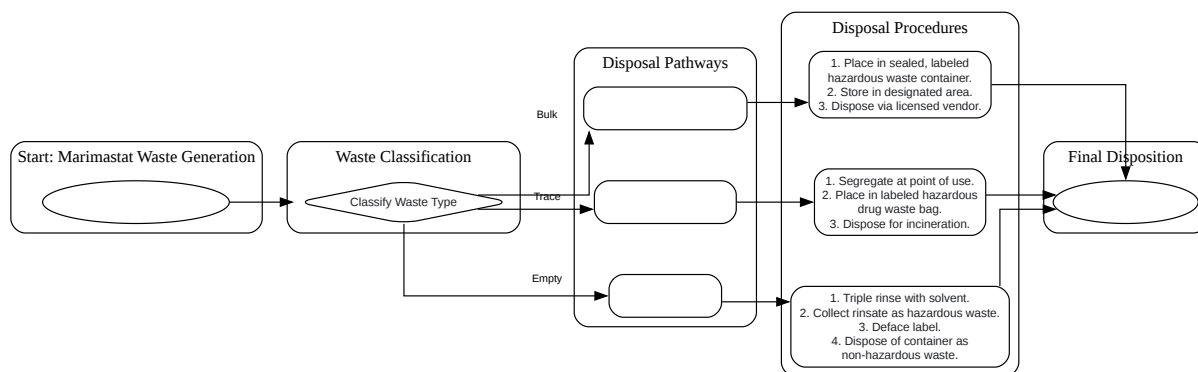 Start: Marimastat Waste Generation
Waste Classification
Classify Waste Type
Bulk
Trace
Empty
Disposal Pathways
Disposal Procedures
1. Place in sealed, labeled
hazardous waste container.
2. Store in designated area.
3. Dispose via licensed vendor.
1. Segregate at point of use.
2. Place in labeled hazardous
drug waste bag.
3. Dispose for incineration.
1. Triple rinse with solvent.
2. Collect rinsate as hazardous waste.
3. Deface label.
4. Dispose of container as
non-hazardous waste.
Final Disposition